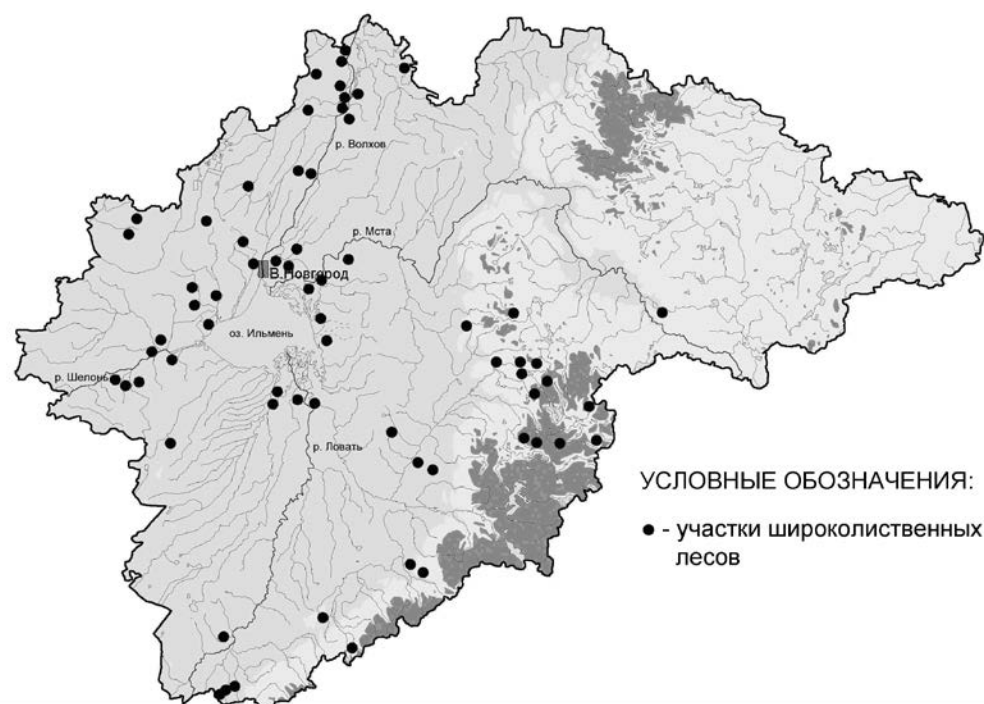 р. Волхов
р. Мста
В.Новгород
оз. Ильмень
р. Шелонь
р. Ловать
УСЛОВНЫЕ ОБОЗНАЧЕНИЯ:
- участки широколиственных
лесов